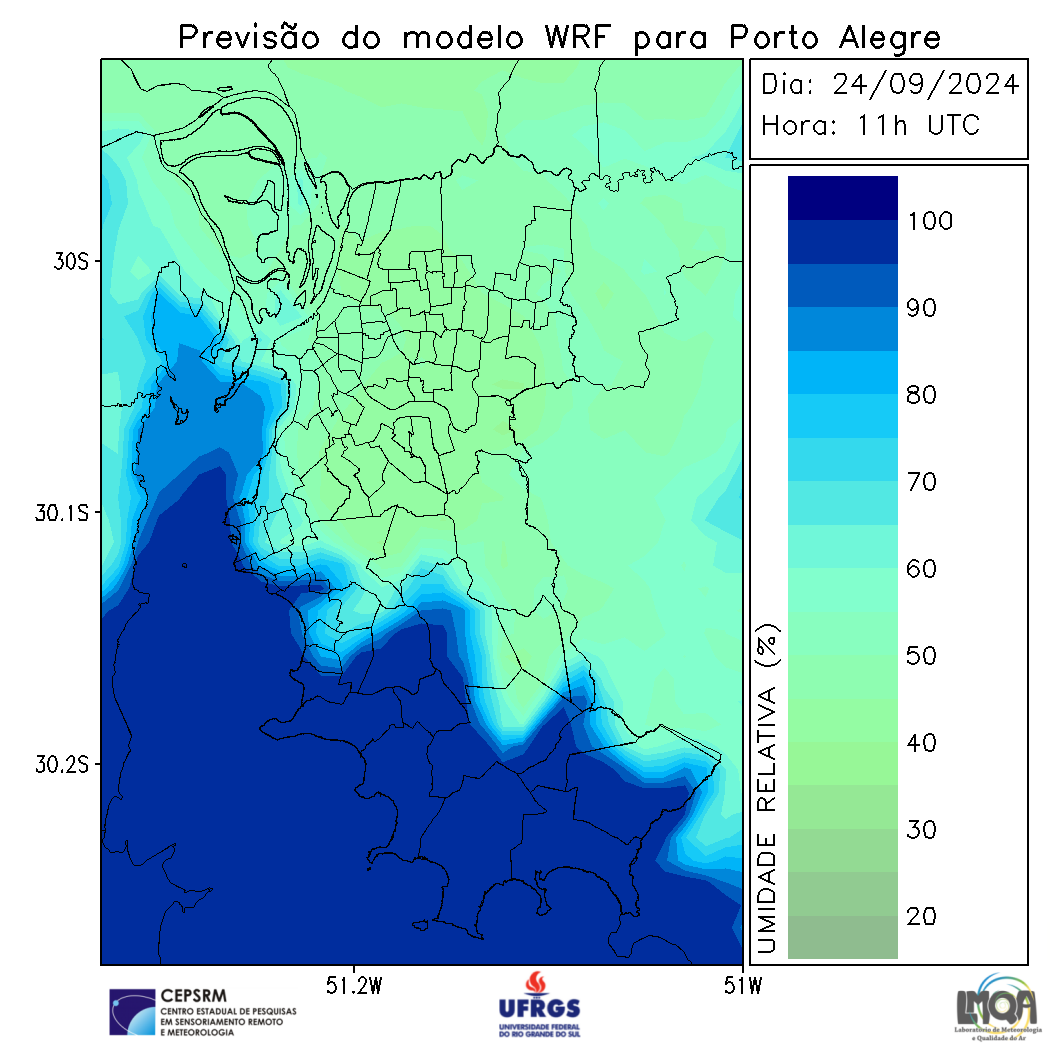 Previsão do modelo WRF para Porto Alegre
Dia: 24/09/2024
Hora: 11h UTC
100
90
80
70
60
50
40
30
20
UMIDADE RELATIVA (%)
30S
30.1S
30.2S
51.2W
51W
CEPSRM
CENTRO ESTADUAL DE PESQUISAS
EM SENSORIAMENTO REMOTO
E METEOROLOGIA
UFRGS
UNIVERSIDADE FEDERAL
DO RIO GRANDE DO SUL
LMQA
Laboratório de Meteorologia
e Qualidade do Ar